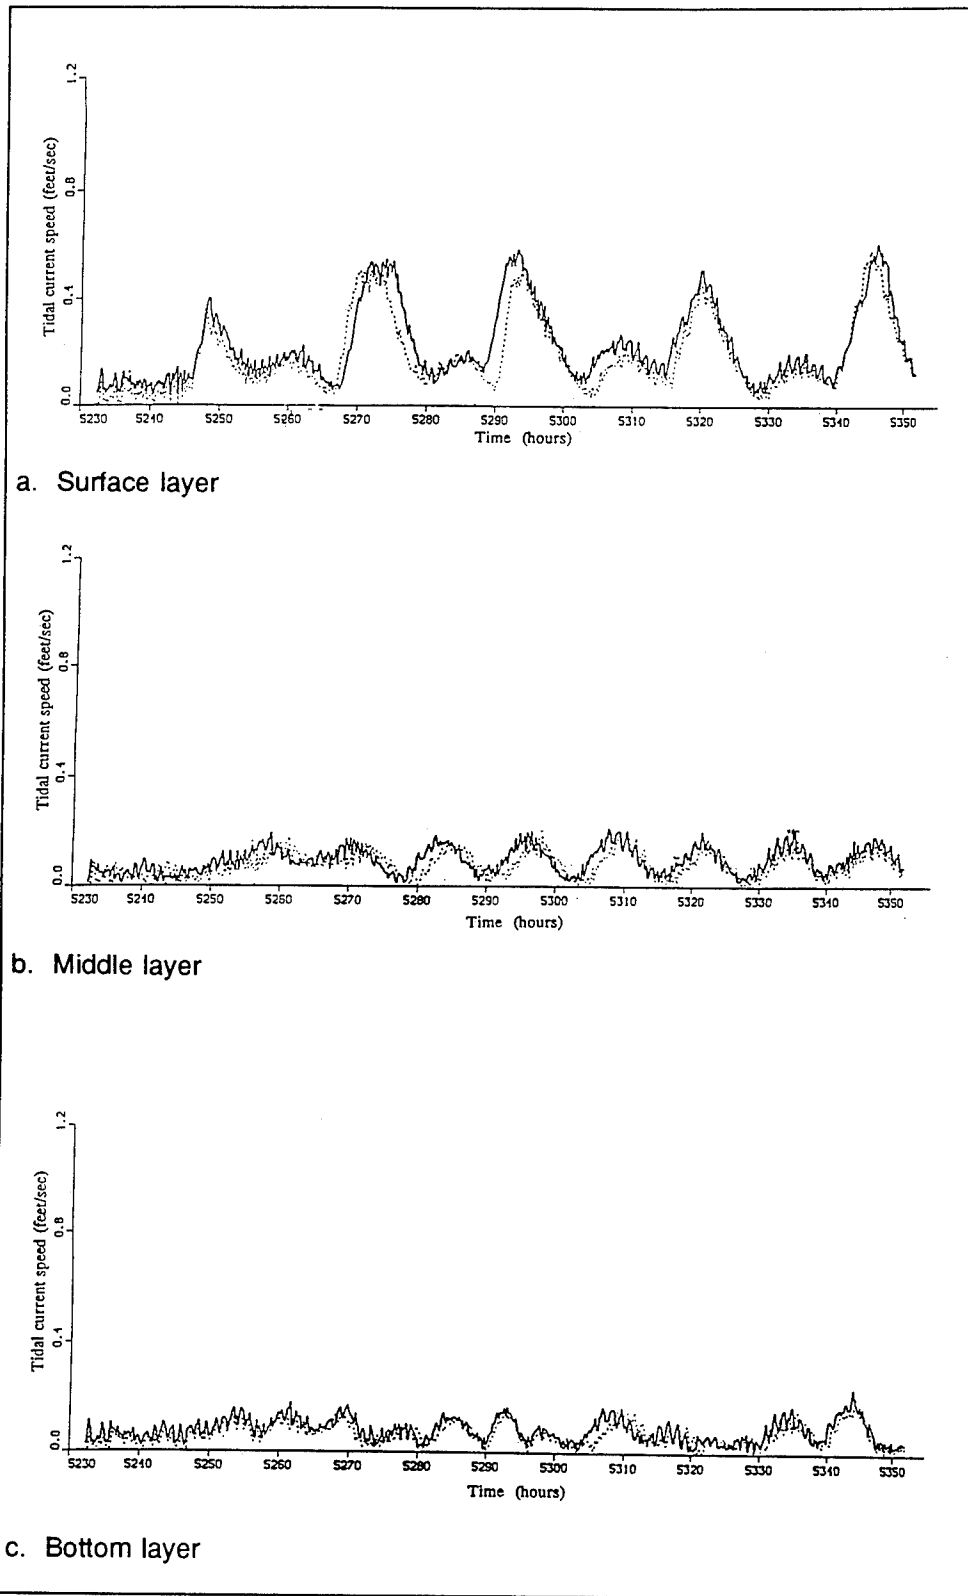 1.2
0.8
0.4
0.0
Tidal current speed (feet/sec)
5230 5240 5250 5260 5270 5280 5290 5300 5310 5320 5330 5340 5350
Time (hours)
a. Surface layer
1.2
0.8
0.4
0.0
Tidal current speed (feet/sec)
5230 5240 5250 5260 5270 5280 5290 5300 5310 5320 5330 5340 5350
Time (hours)
b. Middle layer
1.2
0.8
0.4
0.0
Tidal current speed (feet/sec)
5230 5240 5250 5260 5270 5280 5290 5300 5310 5320 5330 5340 5350
Time (hours)
c. Bottom layer